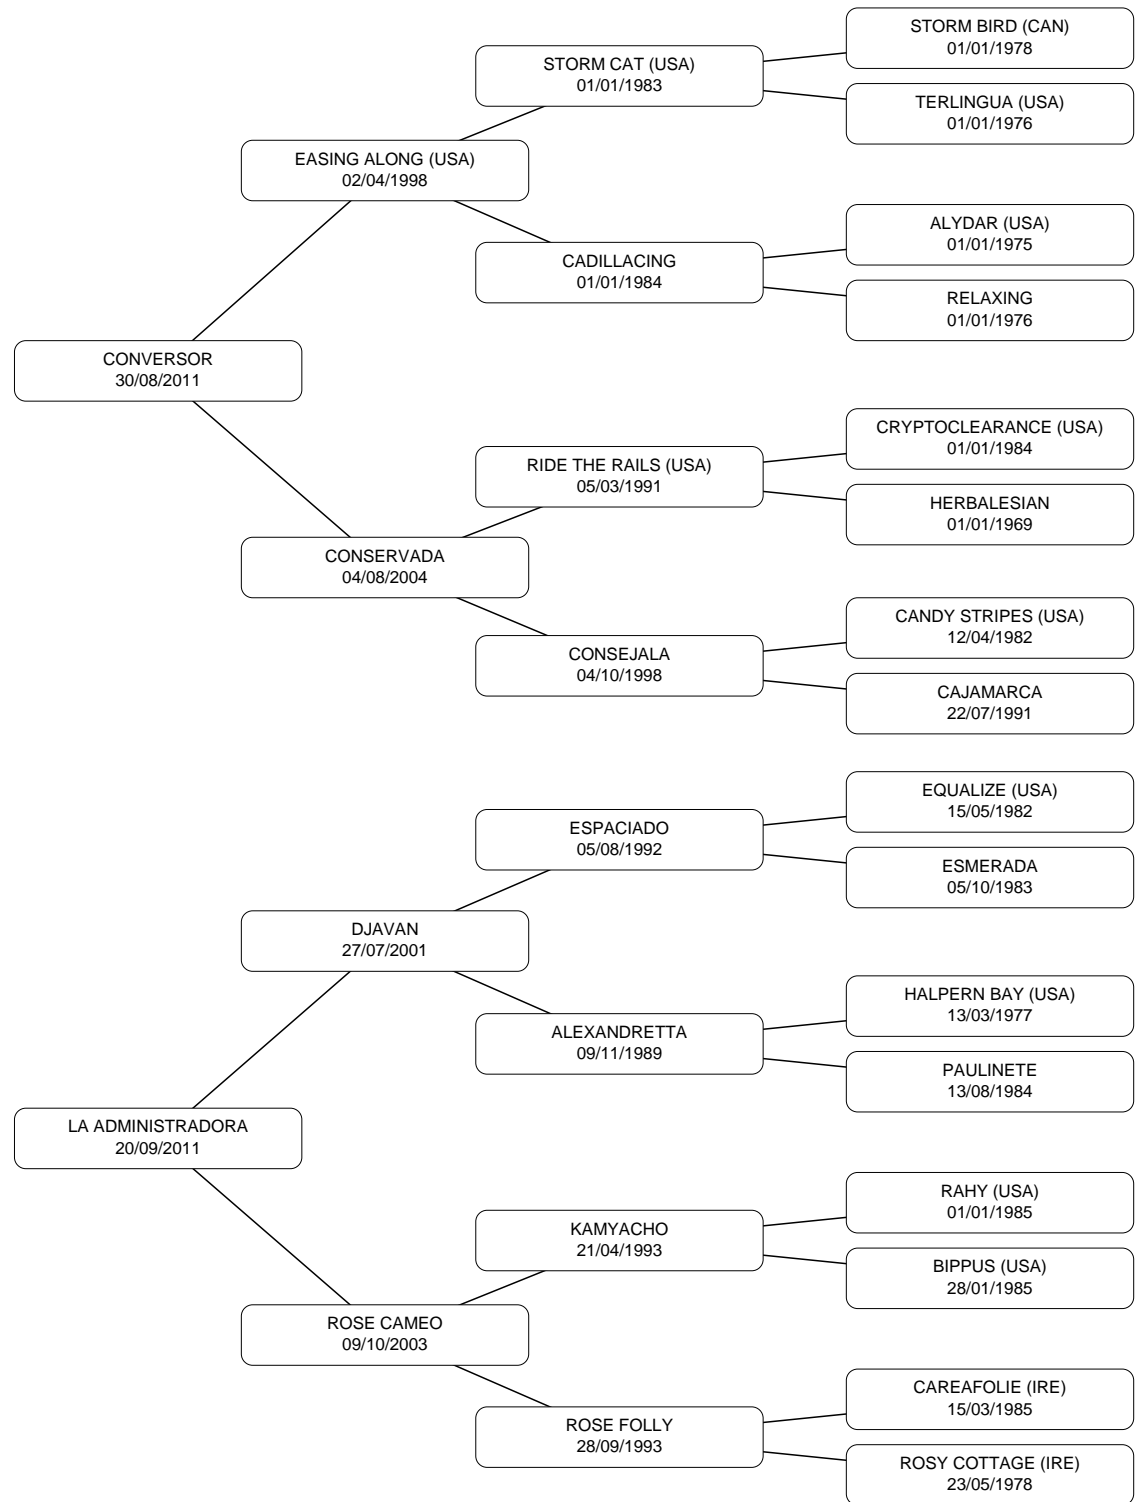 STORM BIRD (CAN)
01/01/1978
STORM CAT (USA)
01/01/1983
TERLINGUA (USA)
01/01/1976
EASING ALONG (USA)
02/04/1998
ALYDAR (USA)
01/01/1975
CADILLACING
01/01/1984
RELAXING
01/01/1976
CONVERSOR
30/08/2011
CRYPTOCLEARANCE (USA)
01/01/1984
RIDE THE RAILS (USA)
05/03/1991
HERBALESIAN
01/01/1969
CONSERVADA
04/08/2004
CANDY STRIPES (USA)
12/04/1982
CONSEJALA
04/10/1998
CAJAMARCA
22/07/1991
EQUALIZE (USA)
15/05/1982
ESPACIADO
05/08/1992
ESMERADA
05/10/1983
DJAVAN
27/07/2001
HALPERN BAY (USA)
13/03/1977
ALEXANDRETTA
09/11/1989
PAULINETE
13/08/1984
LA ADMINISTRADORA
20/09/2011
RAHY (USA)
01/01/1985
KAMYACHO
21/04/1993
BIPPUS (USA)
28/01/1985
ROSE CAMEO
09/10/2003
CAREAFOLIE (IRE)
15/03/1985
ROSE FOLLY
28/09/1993
ROSY COTTAGE (IRE)
23/05/1978